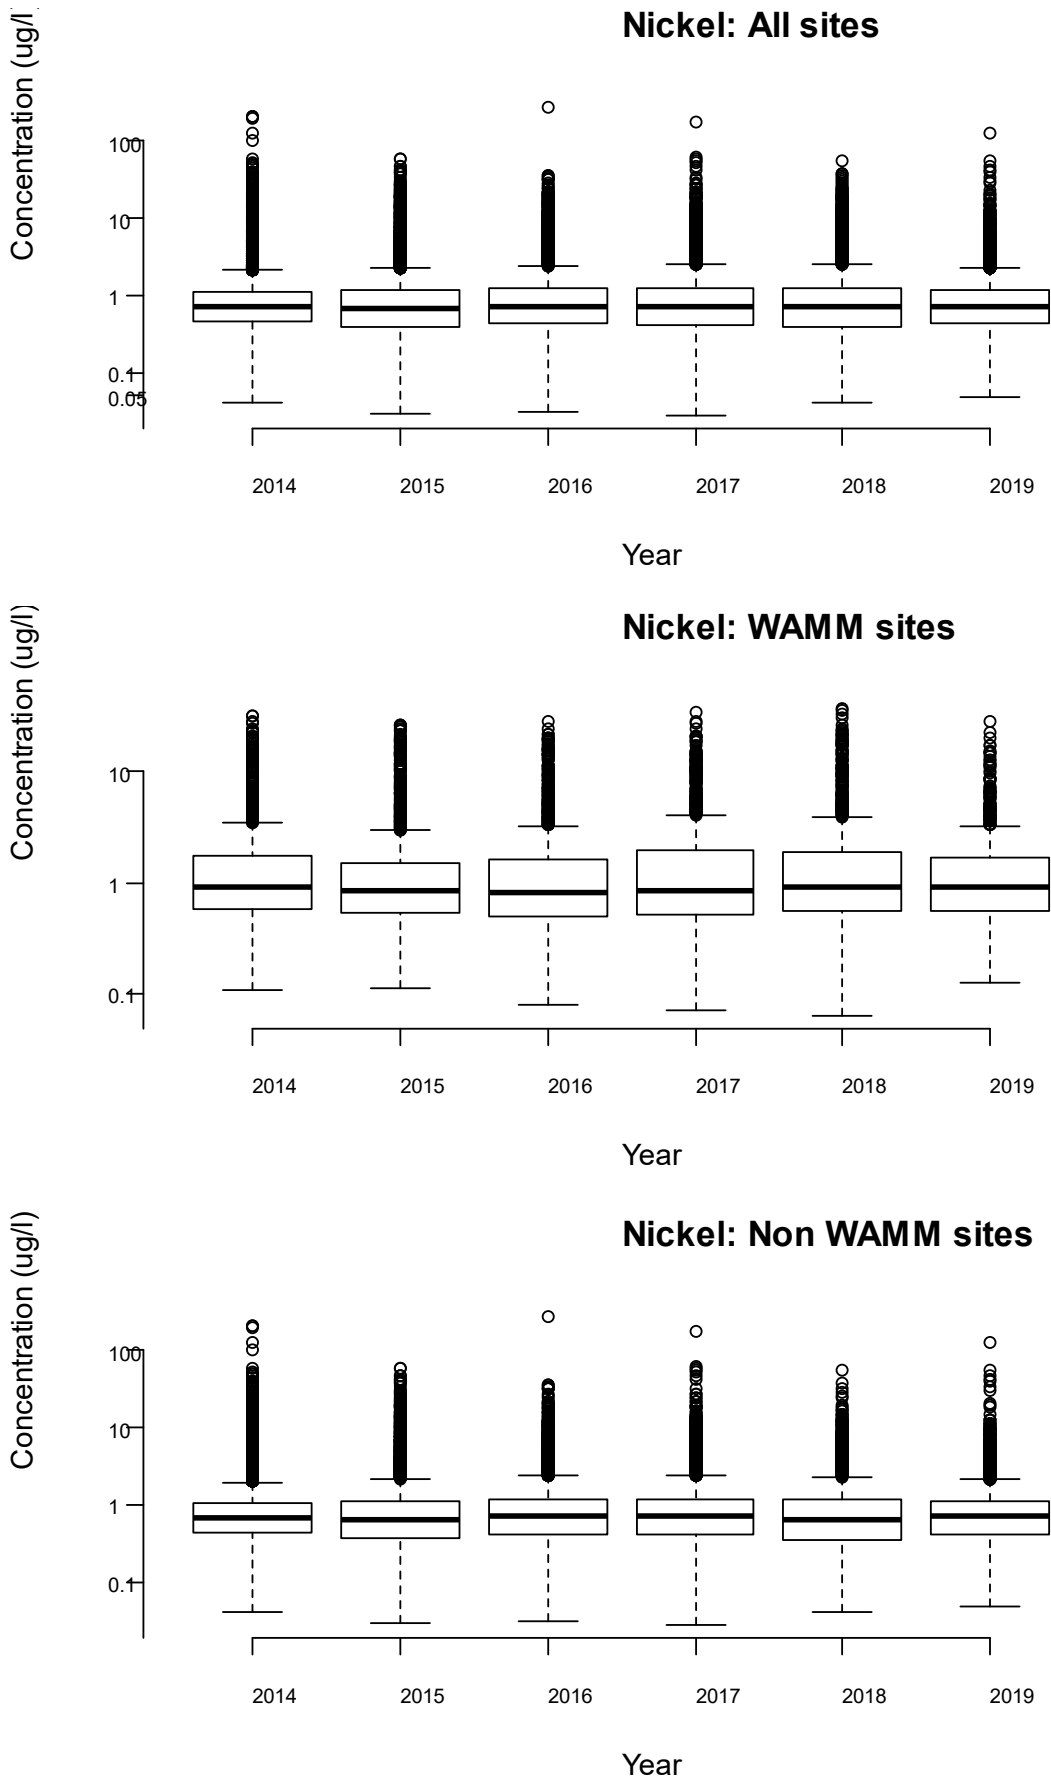 Nickel: All sites
Concentration (ug/l)
100
10
1
0.1
0.05
2014 2015 2016 2017 2018 2019
Year
Nickel: WAMM sites
Concentration (ug/l)
10
1
0.1
2014 2015 2016 2017 2018 2019
Year
Nickel: Non WAMM sites
Concentration (ug/l)
100
10
1
0.1
2014 2015 2016 2017 2018 2019
Year